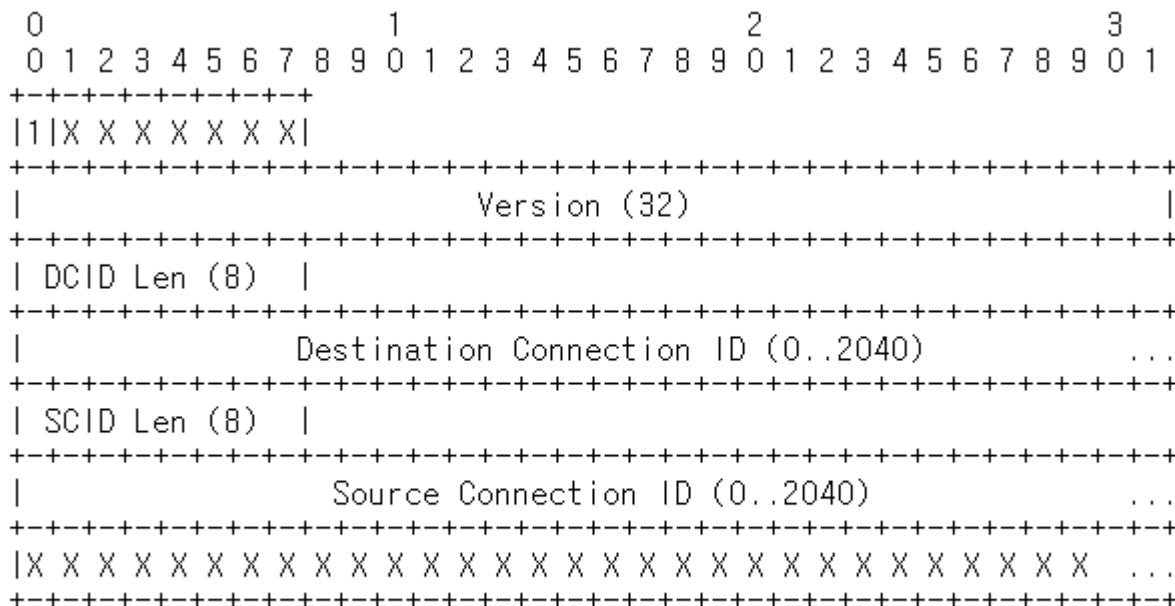 0                   1                   2                   3
 0 1 2 3 4 5 6 7 8 9 0 1 2 3 4 5 6 7 8 9 0 1 2 3 4 5 6 7 8 9 0 1
+-+-+-+-+-+-+-+-+
|1|X X X X X X X|
+-+-+-+-+-+-+-+-+-+-+-+-+-+-+-+-+-+-+-+-+-+-+-+-+-+-+-+-+-+-+-+-+
|                         Version (32)                          |
+-+-+-+-+-+-+-+-+-+-+-+-+-+-+-+-+-+-+-+-+-+-+-+-+-+-+-+-+-+-+-+-+
| DCID Len (8)  |
+-+-+-+-+-+-+-+-+-+-+-+-+-+-+-+-+-+-+-+-+-+-+-+-+-+-+-+-+-+-+-+-+
|               Destination Connection ID (0..2040)           ...
+-+-+-+-+-+-+-+-+-+-+-+-+-+-+-+-+-+-+-+-+-+-+-+-+-+-+-+-+-+-+-+-+
| SCID Len (8)  |
+-+-+-+-+-+-+-+-+-+-+-+-+-+-+-+-+-+-+-+-+-+-+-+-+-+-+-+-+-+-+-+-+
|                 Source Connection ID (0..2040)              ...
+-+-+-+-+-+-+-+-+-+-+-+-+-+-+-+-+-+-+-+-+-+-+-+-+-+-+-+-+-+-+-+-+
|X X X X X X X X X X X X X X X X X X X X X X X X X X X X X X  ...
+-+-+-+-+-+-+-+-+-+-+-+-+-+-+-+-+-+-+-+-+-+-+-+-+-+-+-+-+-+-+-+-+